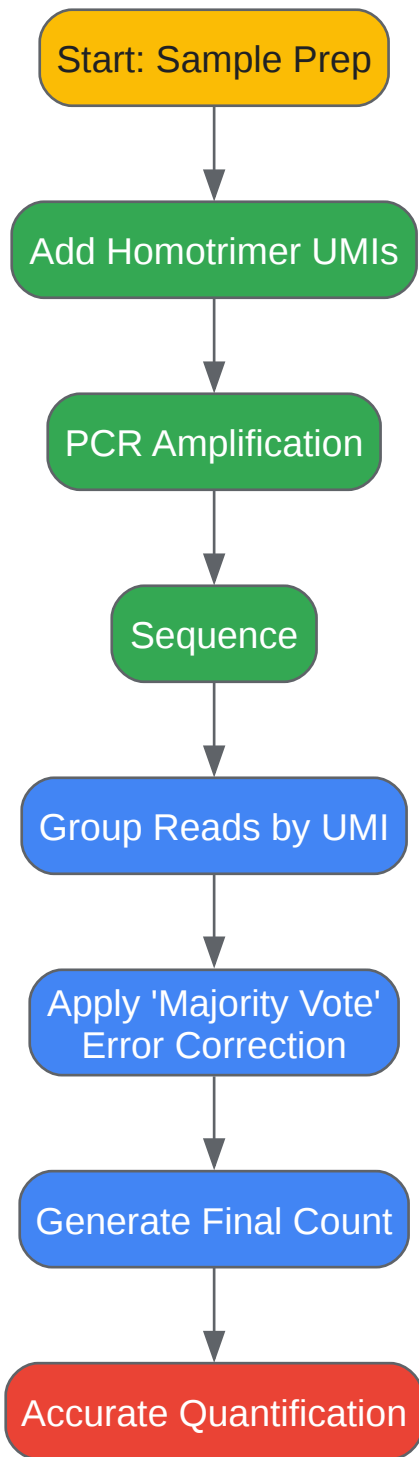 Start: Sample Prep
Add Homotrimer UMIs
PCR Amplification
Sequence
Group Reads by UMI
Apply 'Majority Vote'
Error Correction
Generate Final Count
Accurate Quantification